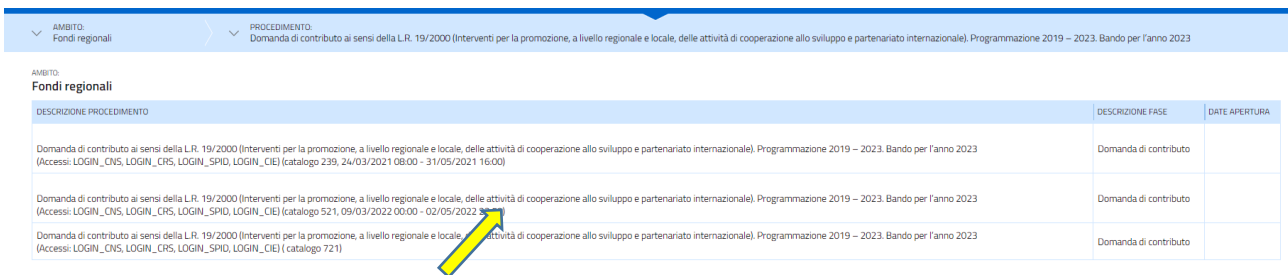 AMBITO:
Fondi regionali
PROCEDIMENTO:
Domanda di contributo ai sensi della L.R. 19/2000 (Interventi per la promozione, a livello regionale e locale, delle attività di cooperazione allo sviluppo e partenariato internazionale). Programmazione 2019 – 2023. Bando per l'anno 2023
AMBITO:
Fondi regionali
DESCRIZIONE PROCEDIMENTO DESCRIZIONE FASE DATE APERTURA
Domanda di contributo ai sensi della L.R. 19/2000 (Interventi per la promozione, a livello regionale e locale, delle attività di cooperazione allo sviluppo e partenariato internazionale). Programmazione 2019 – 2023. Bando per l'anno 2023
(Accessi: LOGIN_CNS, LOGIN_CRS, LOGIN_SPID, LOGIN_CIE) (catalogo 239, 24/03/2021 08:00 - 31/05/2021 16:00)
Domanda di contributo
Domanda di contributo ai sensi della L.R. 19/2000 (Interventi per la promozione, a livello regionale e locale, delle attività di cooperazione allo sviluppo e partenariato internazionale). Programmazione 2019 – 2023. Bando per l'anno 2023
(Accessi: LOGIN_CNS, LOGIN_CRS, LOGIN_SPID, LOGIN_CIE) (catalogo 521, 09/03/2022 00:00 - 02/05/2022
Domanda di contributo
Domanda di contributo ai sensi della L.R. 19/2000 (Interventi per la promozione, a livello regionale e locale, attività di cooperazione allo sviluppo e partenariato internazionale). Programmazione 2019 – 2023. Bando per l'anno 2023
(Accessi: LOGIN_CNS, LOGIN_CRS, LOGIN_SPID, LOGIN_CIE) ( catalogo 721)
Domanda di contributo